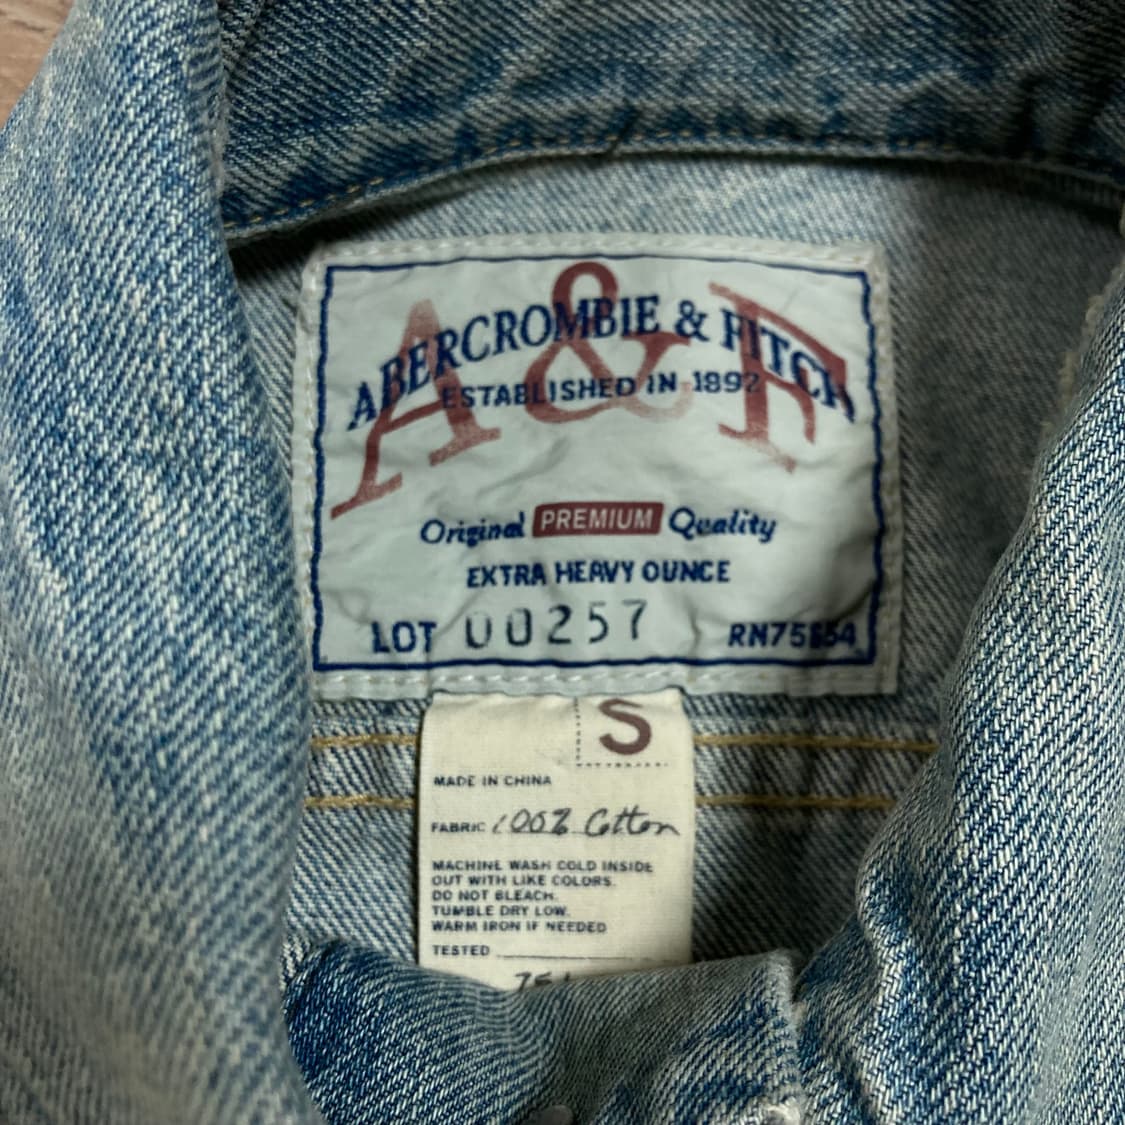 A&F
ABERCROMBIE & FITCH
ESTABLISHED IN 1892
Original PREMIUM Quality
EXTRA HEAVY OUNCE
LOT 00257
S
MADE IN CHINA
FABRIC 100% Cotton
MACHINE WASH COLD INSIDE
OUT WITH LIKE COLORS.
DO NOT BLEACH.
TUMBLE DRY LOW.
WARM IRON IF NEEDED
TESTED